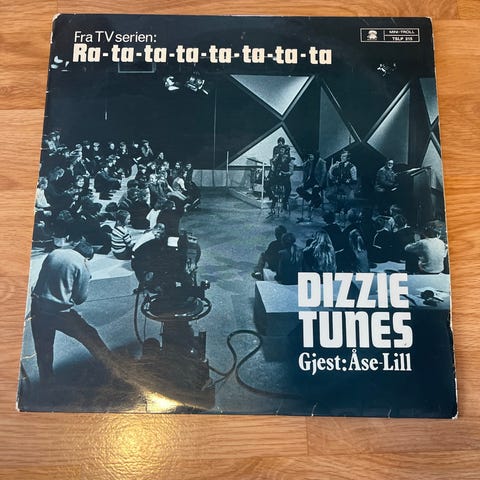 Fra TV serien:
Ra-ta-ta-ta-ta-ta-ta-ta
MINI-TROLL
TSLP 215
DIZZIE
TUNES
Gjest: Åse-Lill